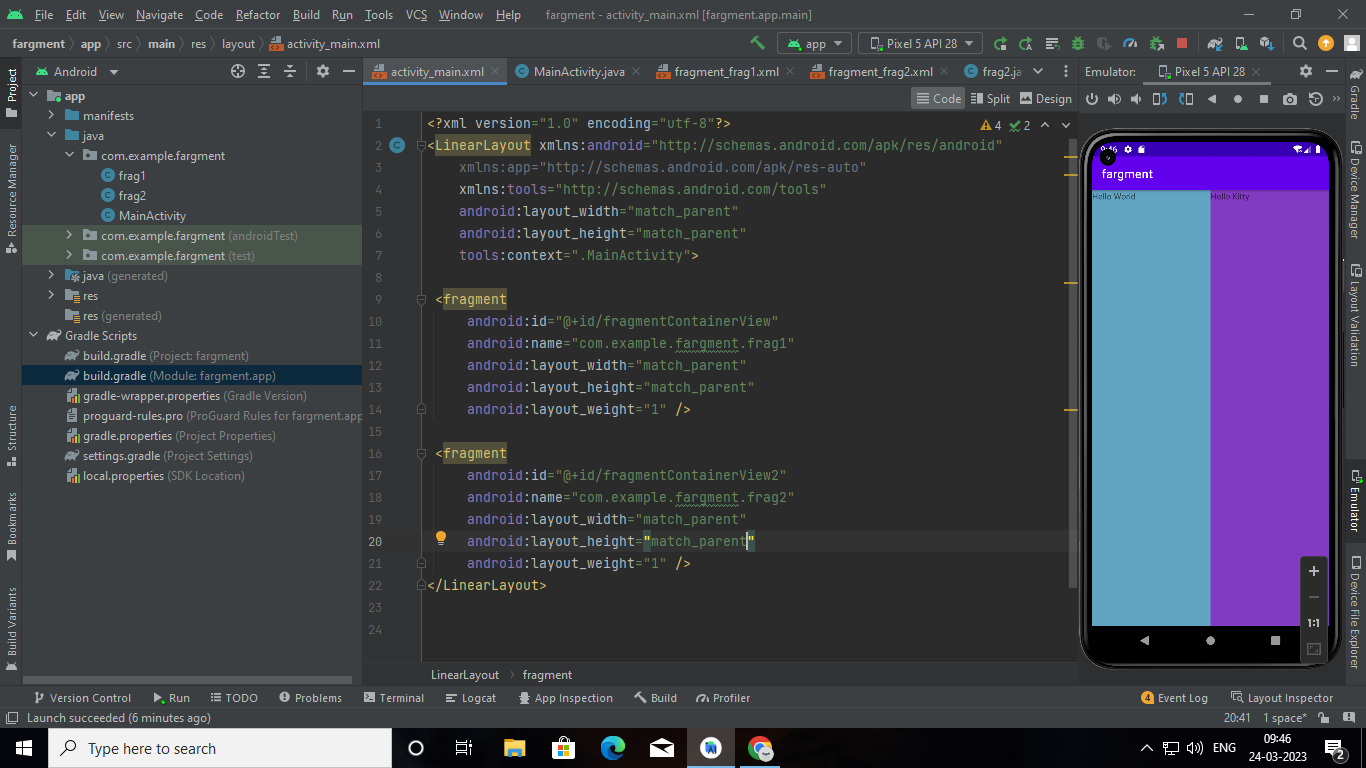 File Edit View Navigate Code Refactor Build Run Tools VCS Window Help fargment - activity_main.xml [fargment.app.main]
fargment app src main res layout activity_main.xml app Pixel 5 API 28
Android activity_main.xml MainActivity.java fragment_frag1.xml fragment_frag2.xml frag2.ja Emulator: Pixel 5 API 28
Code Split Design
Project
Resource Manager
Structure
Bookmarks
Build Variants
app
manifests
java
com.example.fargment
frag1
frag2
MainActivity
com.example.fargment (androidTest)
com.example.fargment (test)
java (generated)
res
res (generated)
Gradle Scripts
build.gradle (Project: fargment)
build.gradle (Module: fargment.app)
gradle-wrapper.properties (Gradle Version)
proguard-rules.pro (ProGuard Rules for fargment.app
gradle.properties (Project Properties)
settings.gradle (Project Settings)
local.properties (SDK Location)
4 2
1 <?xml version="1.0" encoding="utf-8"?>
2 <LinearLayout xmlns:android="http://schemas.android.com/apk/res/android"
3 xmlns:app="http://schemas.android.com/apk/res-auto"
4 xmlns:tools="http://schemas.android.com/tools"
5 android:layout_width="match_parent"
6 android:layout_height="match_parent"
7 tools:context=".MainActivity">
8
9 <fragment
10 android:id="@+id/fragmentContainerView"
11 android:name="com.example.fargment.frag1"
12 android:layout_width="match_parent"
13 android:layout_height="match_parent"
14 android:layout_weight="1" />
15
16 <fragment
17 android:id="@+id/fragmentContainerView2"
18 android:name="com.example.fargment.frag2"
19 android:layout_width="match_parent"
20 android:layout_height="match_parent"
21 android:layout_weight="1" />
22 </LinearLayout>
23
24
LinearLayout fragment
9:46
fargment
Hello World Hello Kitty
1:1
Gradle
Device Manager
Layout Validation
Emulator
Device File Explorer
Version Control Run TODO Problems Terminal Logcat App Inspection Build Profiler 4 Event Log Layout Inspector
Launch succeeded (6 minutes ago) 20:41 1 space*
Type here to search ENG 09:46
24-03-2023 2